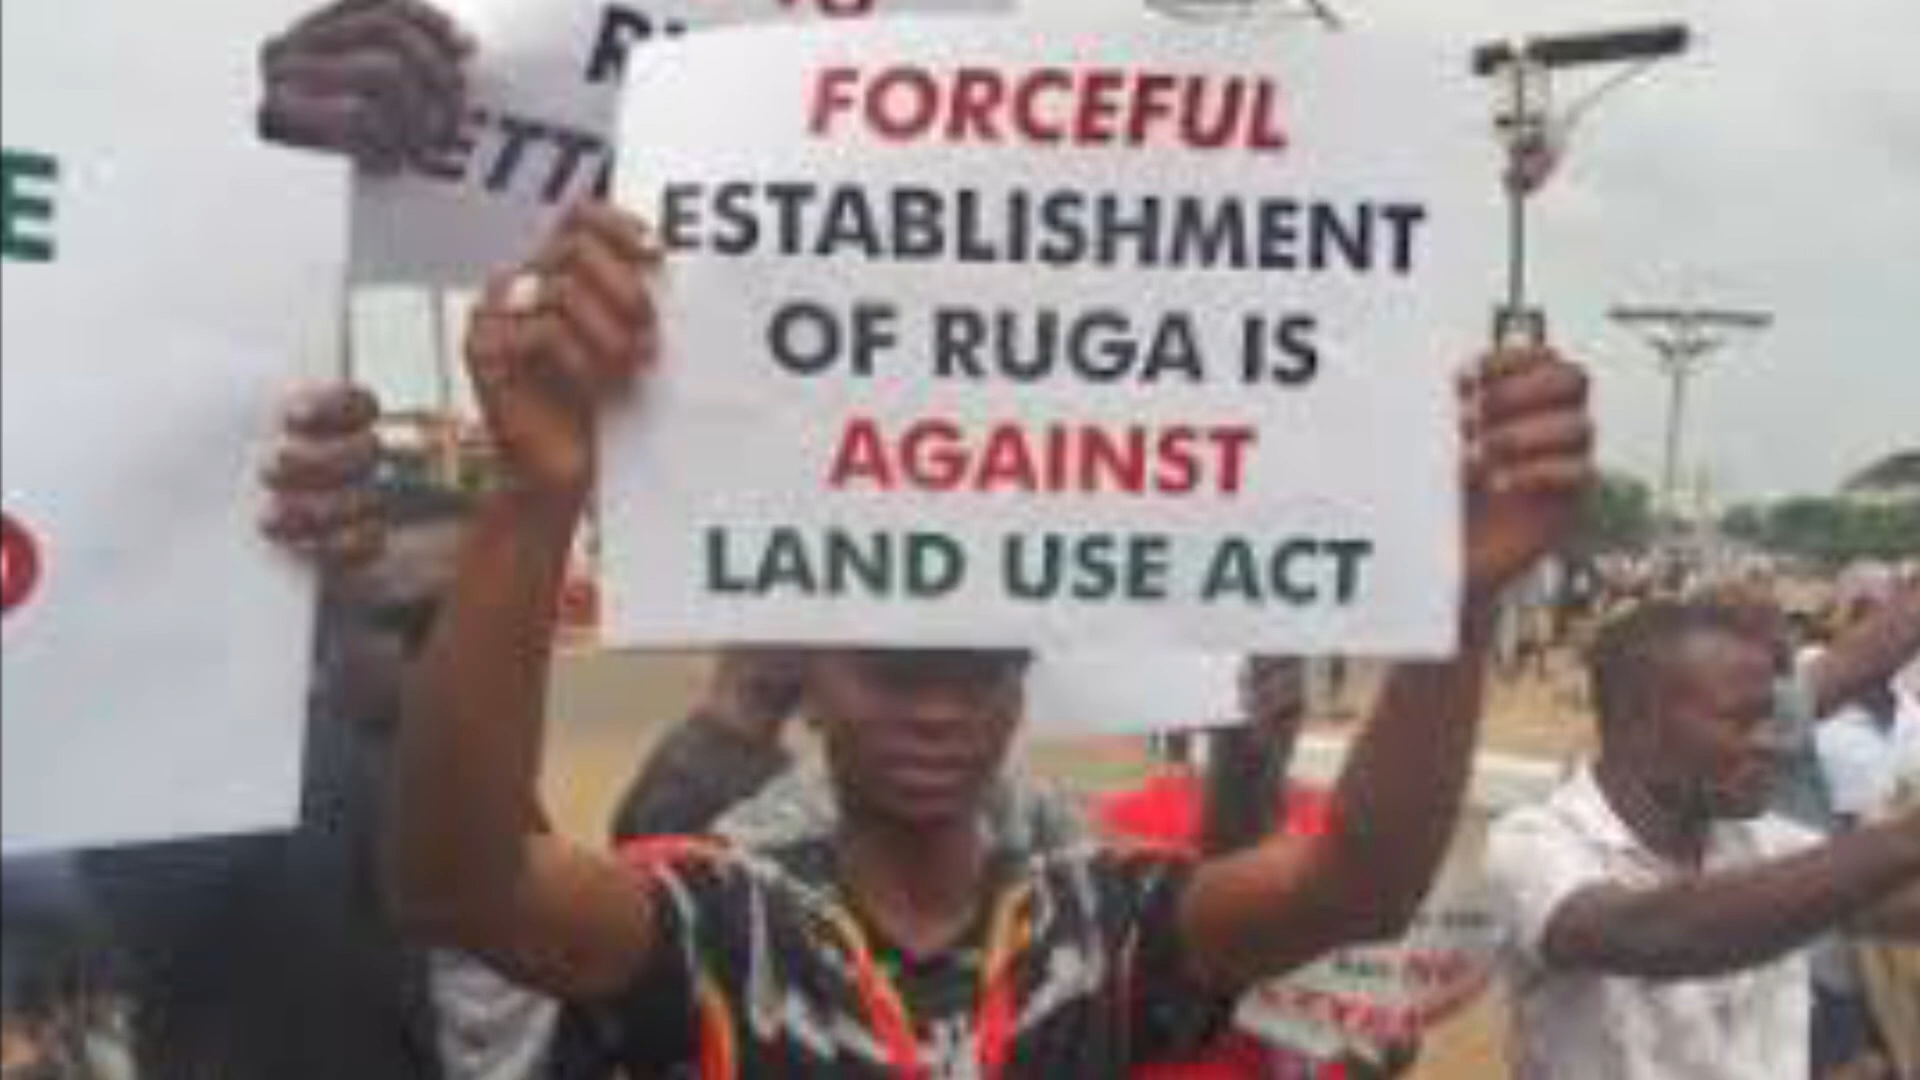 FORCEFUL
ESTABLISHMENT
OF RUGA IS
AGAINST
LAND USE ACT